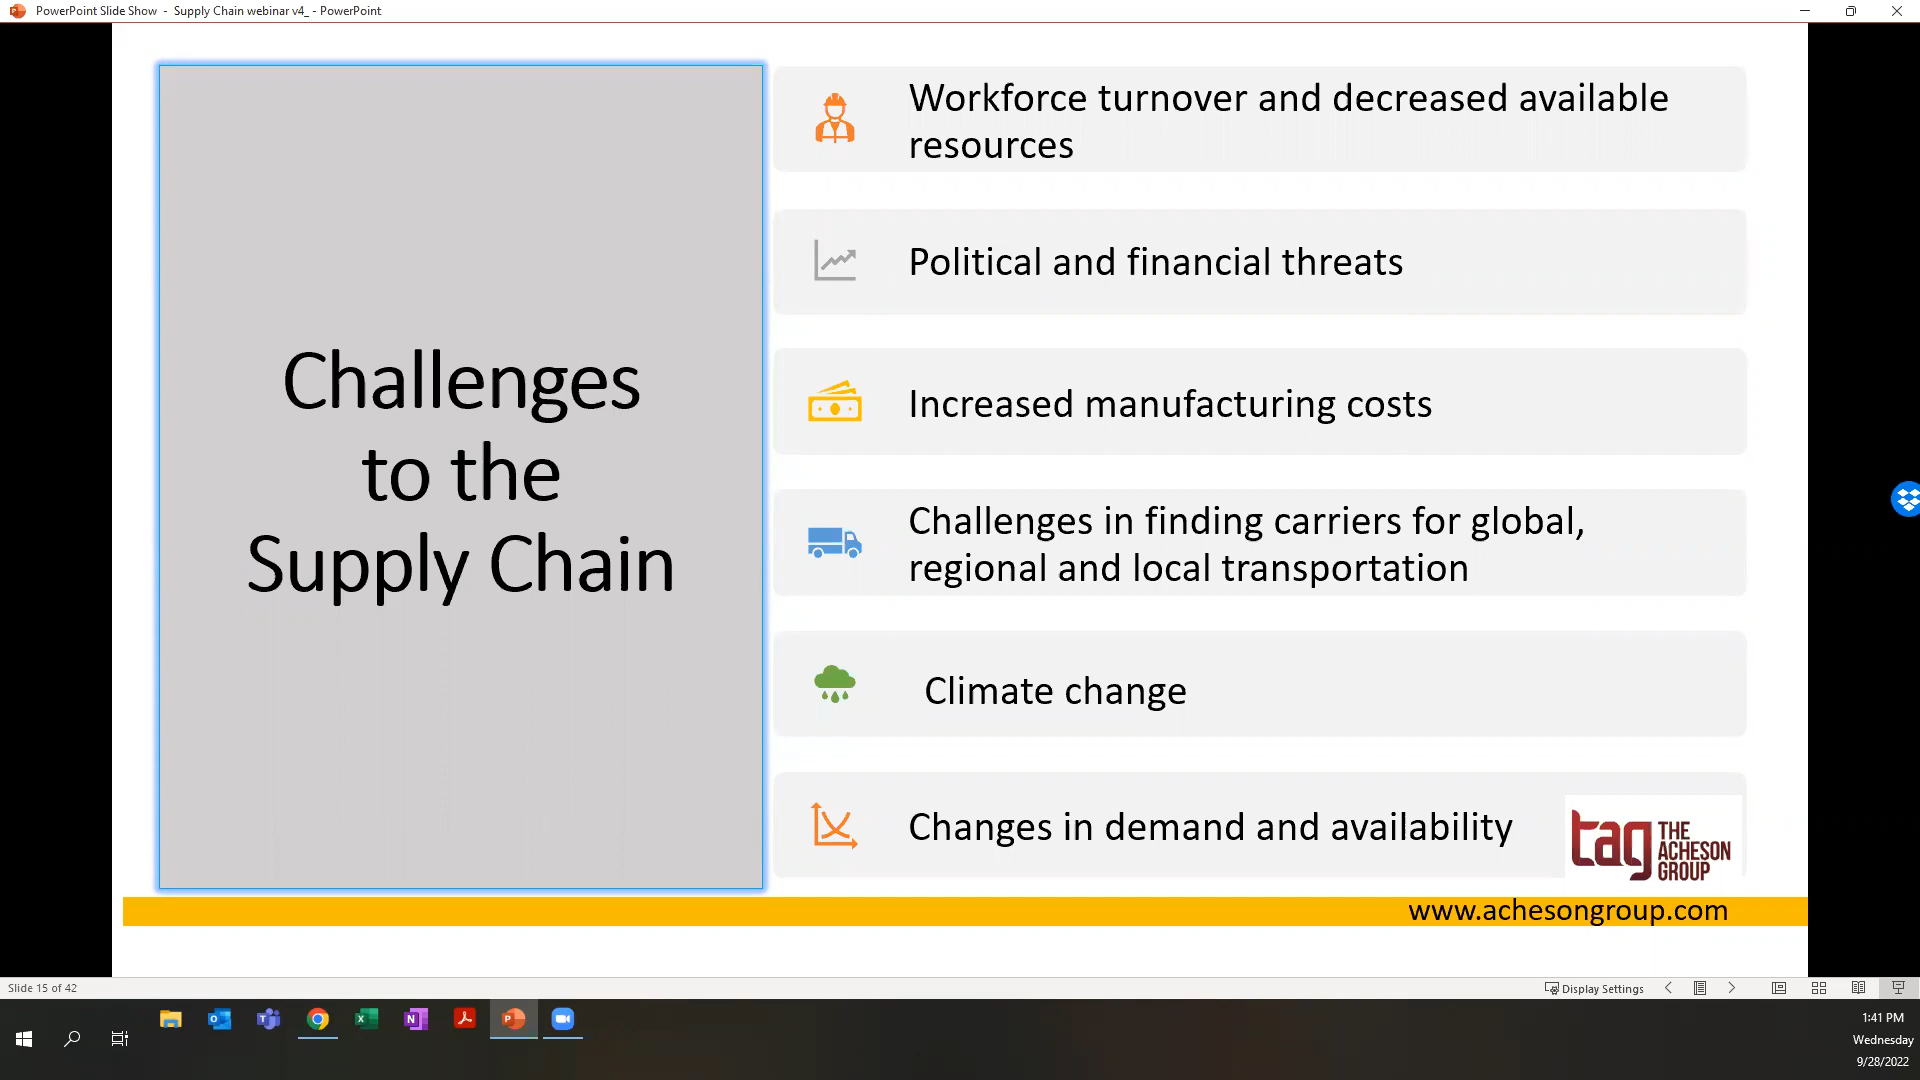 PowerPoint Slide Show - Supply Chain webinar v4_ - PowerPoint
Challenges
to the
Supply Chain
Workforce turnover and decreased available
resources
Political and financial threats
Increased manufacturing costs
Challenges in finding carriers for global,
regional and local transportation
Climate change
Changes in demand and availability
tag THE
ACHESON
GROUP
www.achesongroup.com
Slide 15 of 42
Display Settings
1:41 PM
Wednesday
9/28/2022